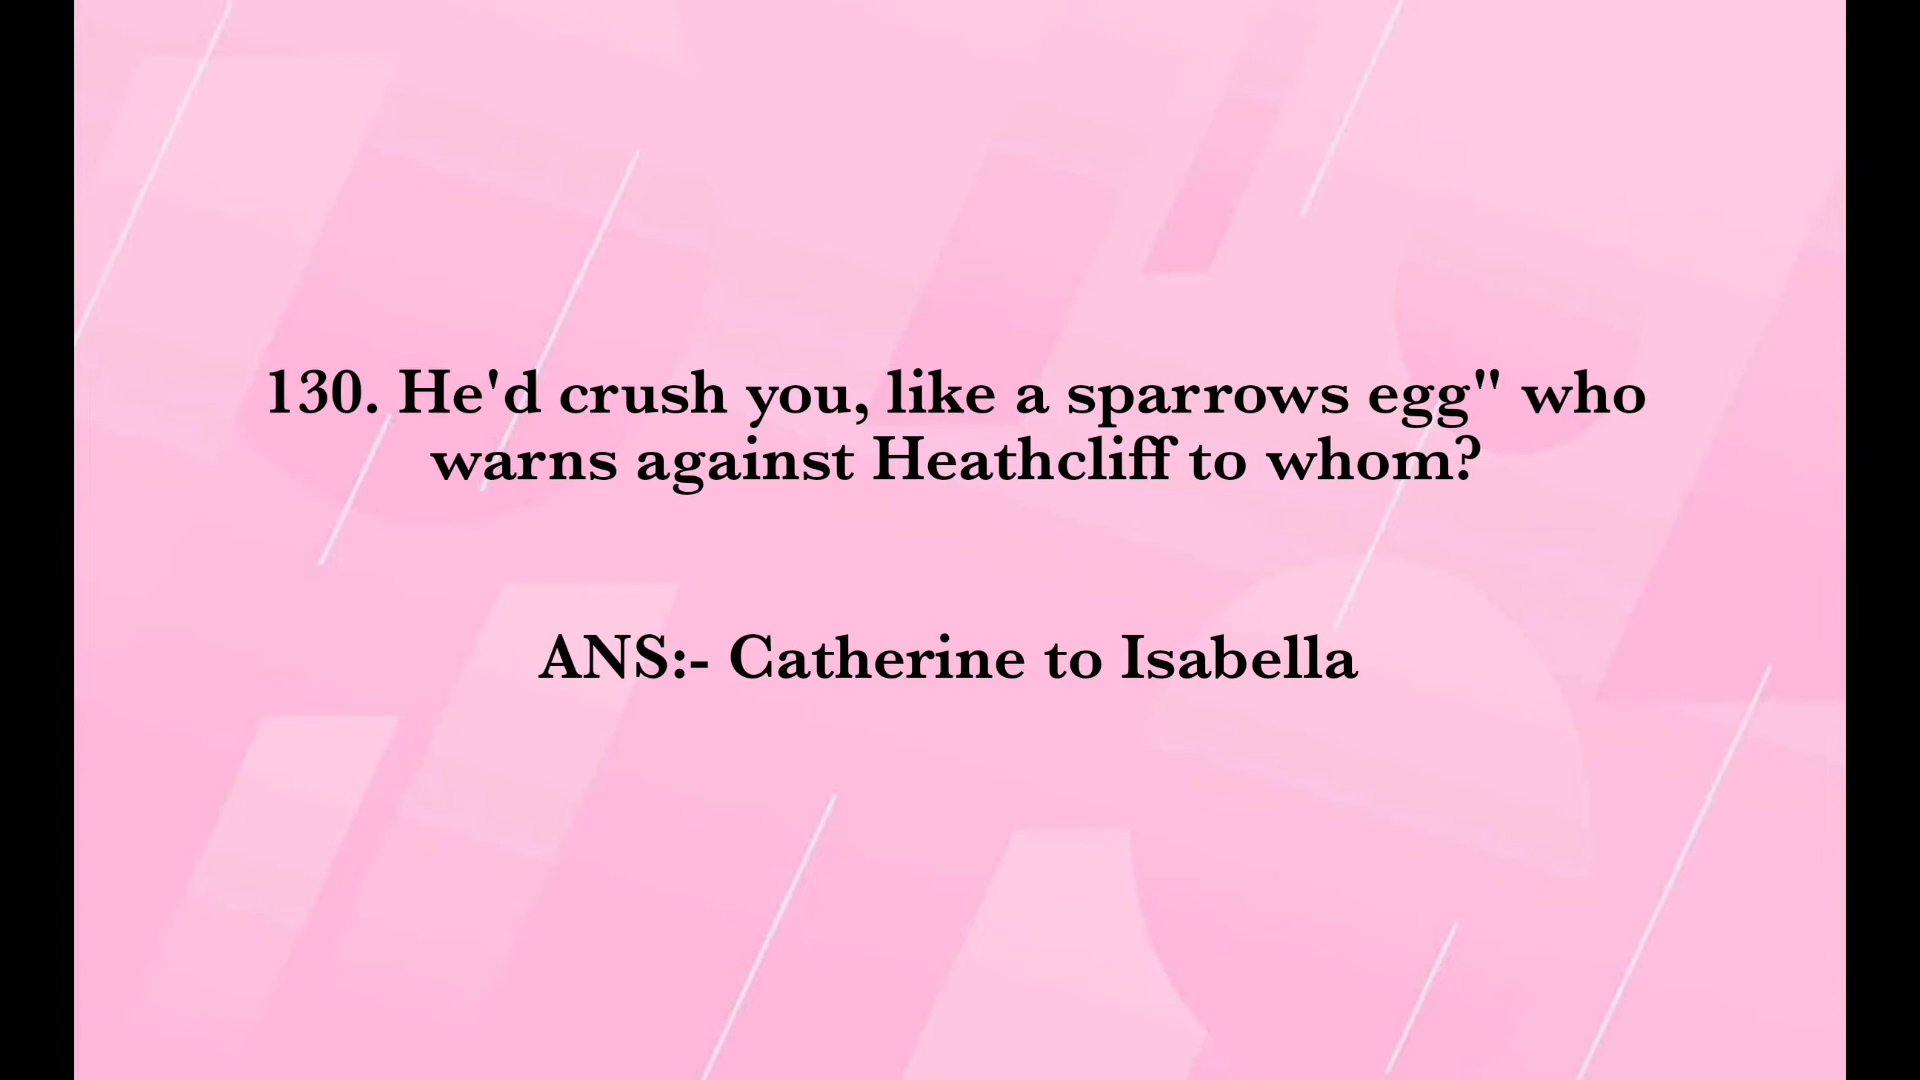 130. He'd crush you, like a sparrows egg" who
warns against Heathcliff to whom?
ANS:- Catherine to Isabella